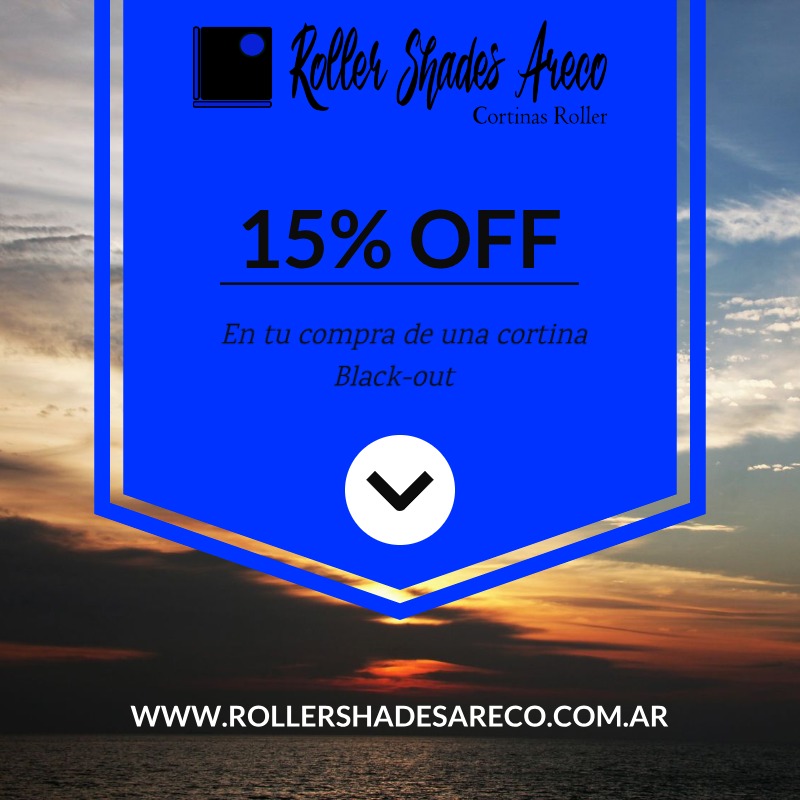 Roller Shades Areco
Cortinas Roller
15% OFF
En tu compra de una cortina
Black-out
WWW.ROLLERSHADESARECO.COM.AR